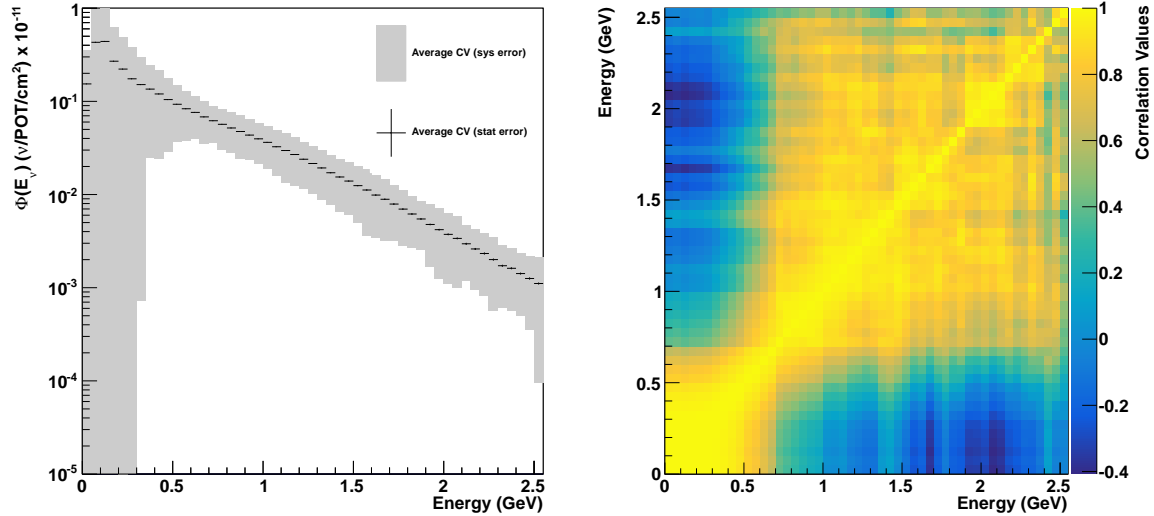 Φ(E_ν) (ν/POT/cm²) x 10⁻¹¹
1
10⁻¹
10⁻²
10⁻³
10⁻⁴
10⁻⁵
Average CV (sys error)
Average CV (stat error)
0 0.5 1 1.5 2 2.5
Energy (GeV)
Energy (GeV)
2.5
2
1.5
1
0.5
0
0 0.5 1 1.5 2 2.5
Energy (GeV)
1
0.8
0.6
0.4
0.2
0
-0.2
-0.4
Correlation Values